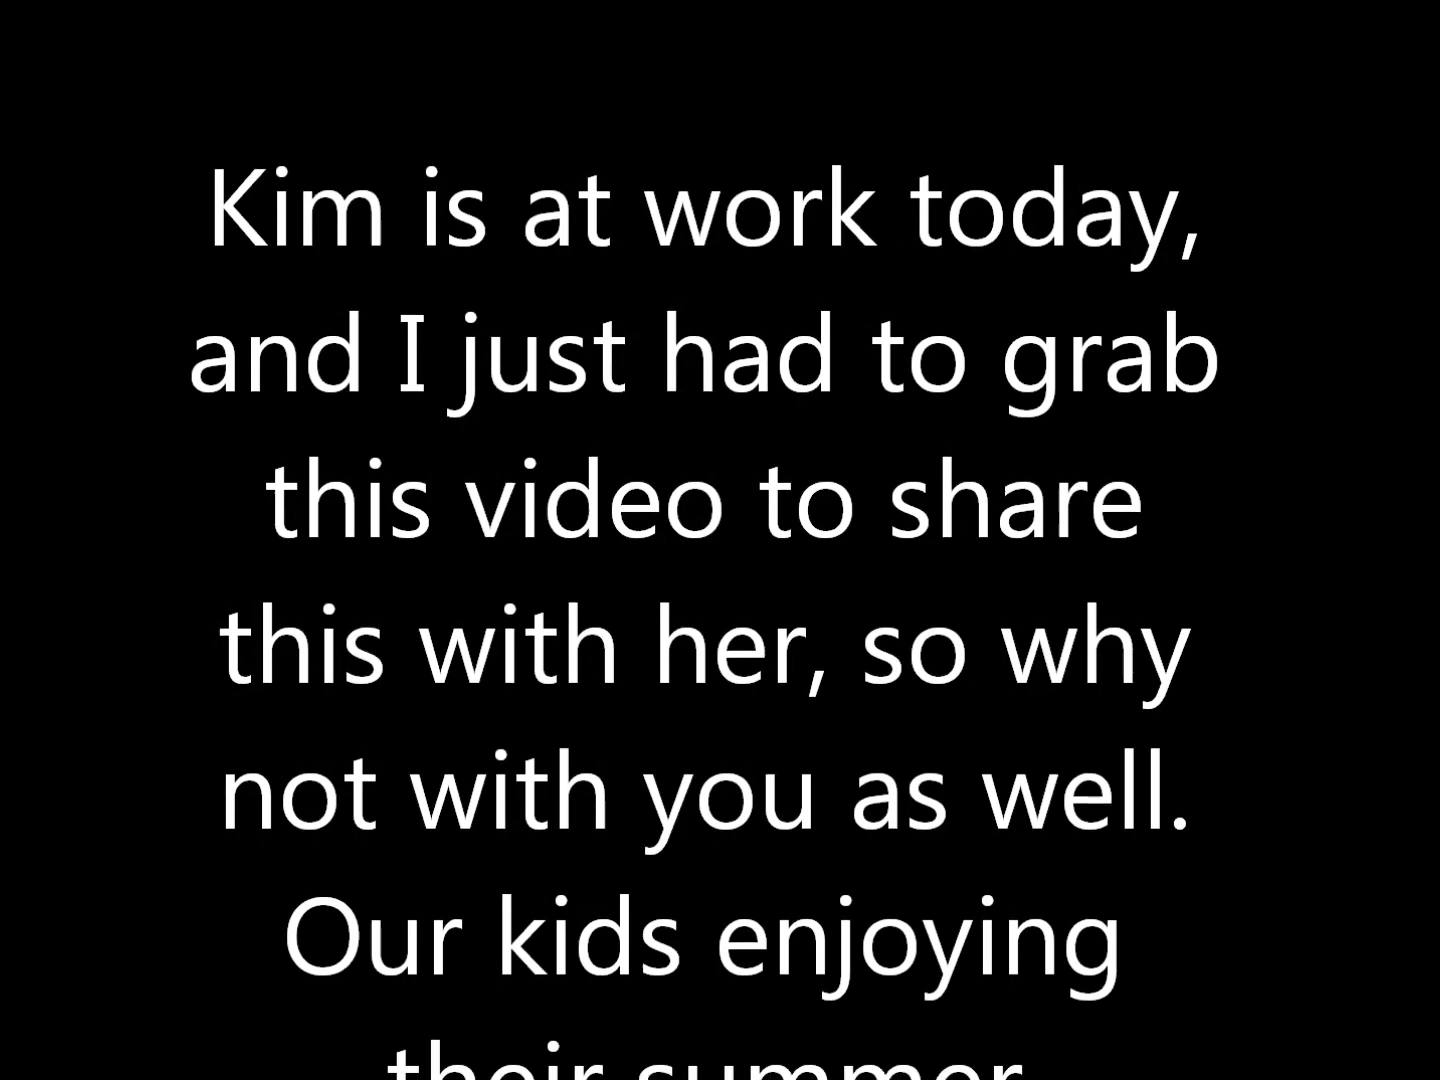 Kim is at work today,
and I just had to grab
this video to share
this with her, so why
not with you as well.
Our kids enjoying
their summer